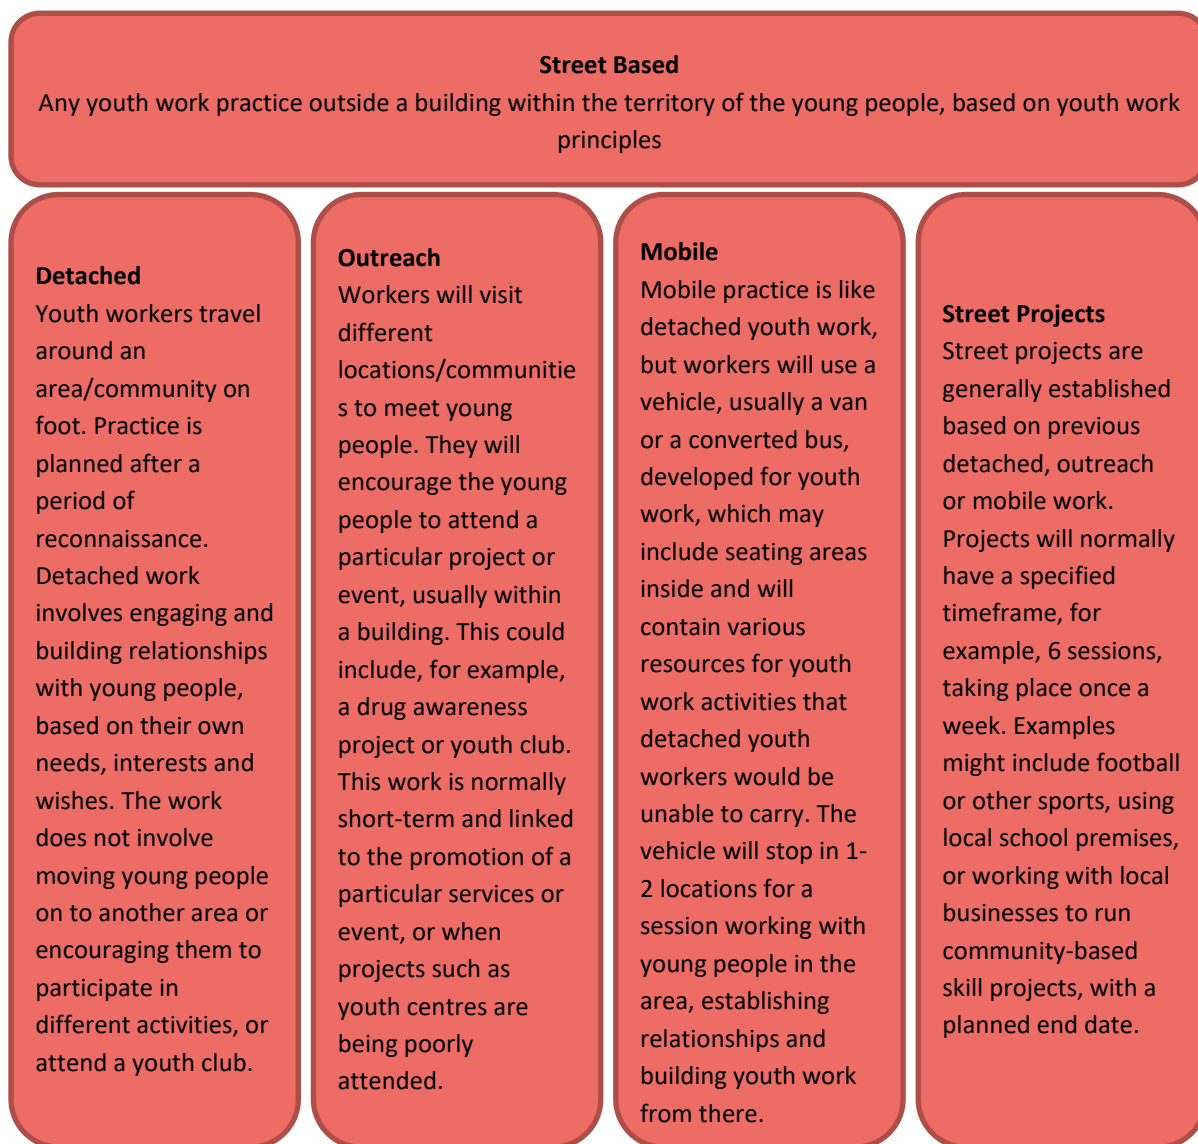 Street Based
Any youth work practice outside a building within the territory of the young people, based on youth work
principles
Detached
Youth workers travel
around an
area/community on
foot. Practice is
planned after a
period of
reconnaissance.
Detached work
involves engaging and
building relationships
with young people,
based on their own
needs, interests and
wishes. The work
does not involve
moving young people
on to another area or
encouraging them to
participate in
different activities, or
attend a youth club.
Outreach
Workers will visit
different
locations/communitie
s to meet young
people. They will
encourage the young
people to attend a
particular project or
event, usually within
a building. This could
include, for example,
a drug awareness
project or youth club.
This work is normally
short-term and linked
to the promotion of a
particular services or
event, or when
projects such as
youth centres are
being poorly
attended.
Mobile
Mobile practice is like
detached youth work,
but workers will use a
vehicle, usually a van
or a converted bus,
developed for youth
work, which may
include seating areas
inside and will
contain various
resources for youth
work activities that
detached youth
workers would be
unable to carry. The
vehicle will stop in 1-
2 locations for a
session working with
young people in the
area, establishing
relationships and
building youth work
from there.
Street Projects
Street projects are
generally established
based on previous
detached, outreach
or mobile work.
Projects will normally
have a specified
timeframe, for
example, 6 sessions,
taking place once a
week. Examples
might include football
or other sports, using
local school premises,
or working with local
businesses to run
community-based
skill projects, with a
planned end date.